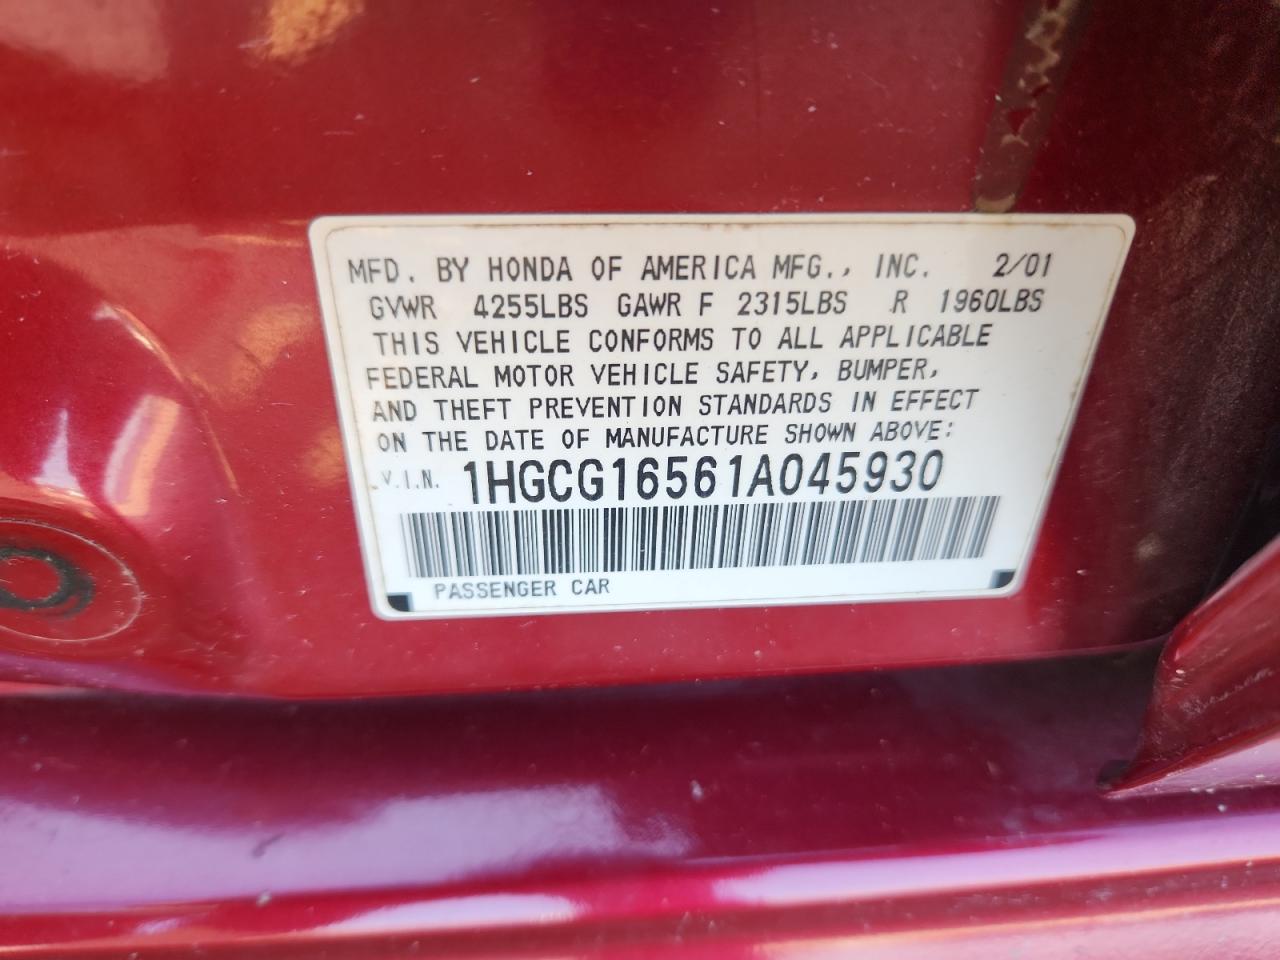 MFD. BY HONDA OF AMERICA MFG., INC. 2/01
GVWR 4255LBS GAWR F 2315LBS R 1960LBS
THIS VEHICLE CONFORMS TO ALL APPLICABLE
FEDERAL MOTOR VEHICLE SAFETY, BUMPER,
AND THEFT PREVENTION STANDARDS IN EFFECT
ON THE DATE OF MANUFACTURE SHOWN ABOVE:
V.I.N. 1HGCG16561A045930
PASSENGER CAR